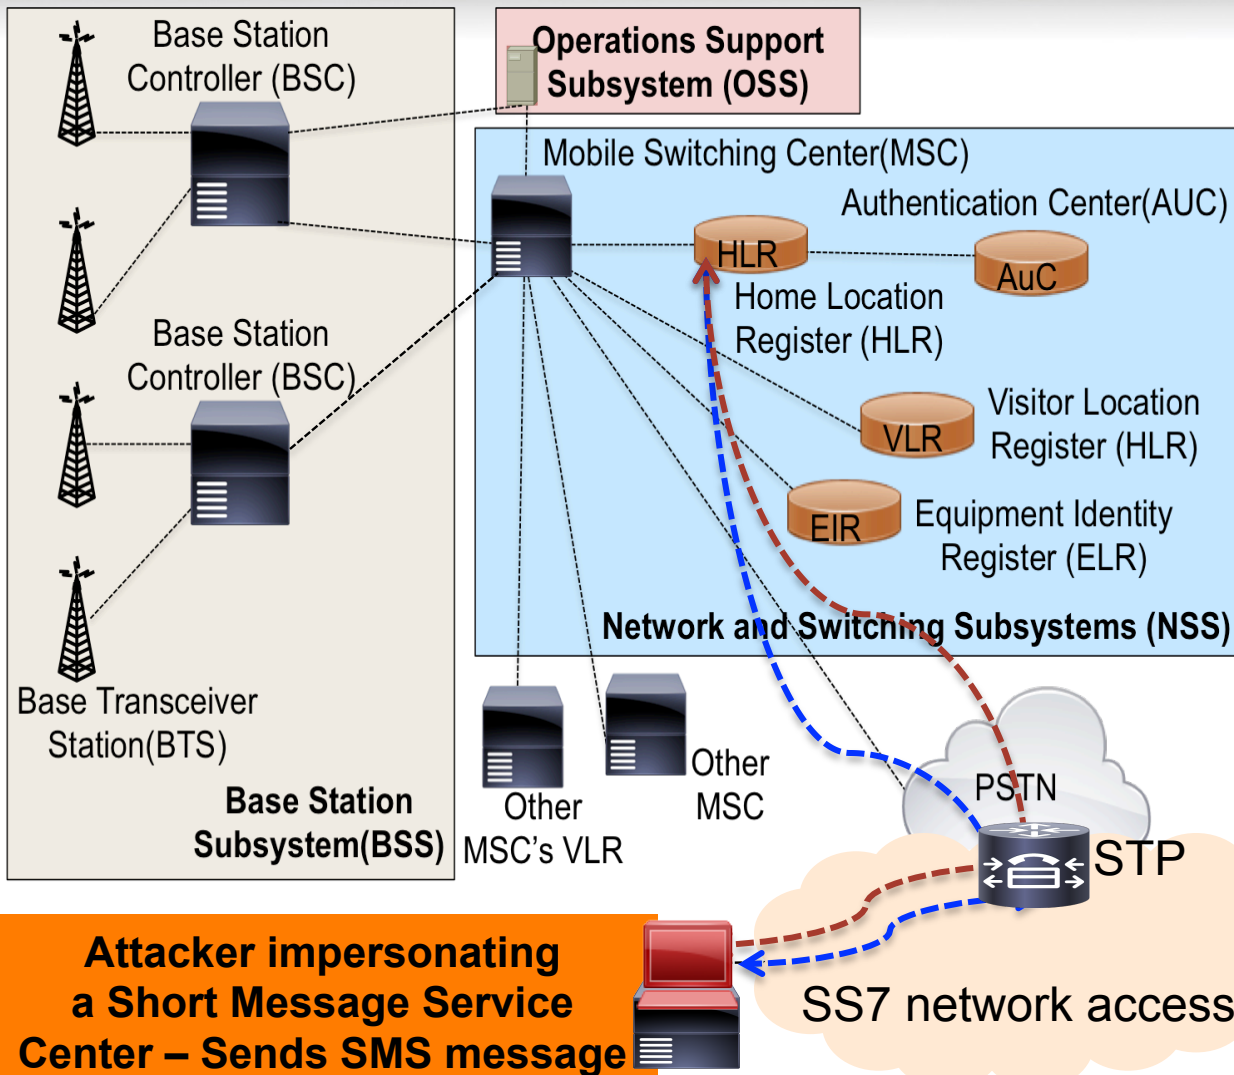 Base Station
Controller (BSC)
Operations Support
Subsystem (OSS)
Mobile Switching Center(MSC)
Authentication Center(AUC)
HLR
AuC
Home Location
Register (HLR)
Base Station
Controller (BSC)
Visitor Location
Register (HLR)
VLR
EIR
Equipment Identity
Register (ELR)
Network and Switching Subsystems (NSS)
Base Transceiver
Station(BTS)
Base Station
Subsystem(BSS)
Other
MSC's VLR
Other
MSC
PSTN
STP
SS7 network access
Attacker impersonating
a Short Message Service
Center – Sends SMS message